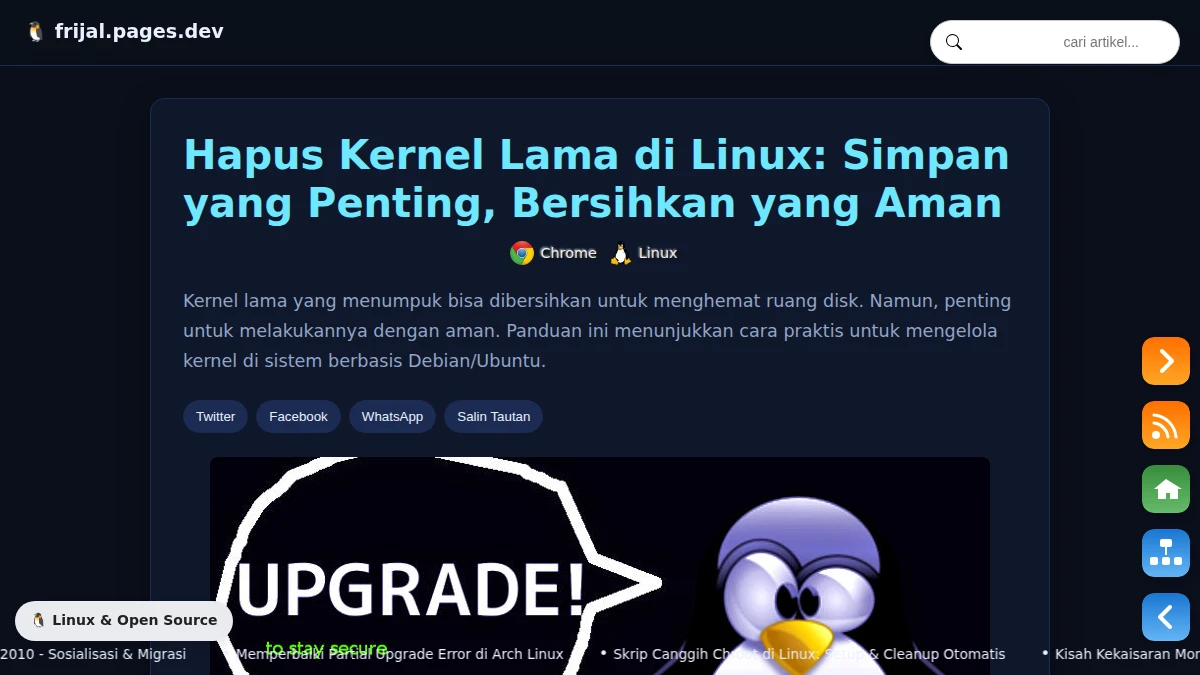 frijal.pages.dev
cari artikel...
Hapus Kernel Lama di Linux: Simpan
yang Penting, Bersihkan yang Aman
Chrome Linux
Kernel lama yang menumpuk bisa dibersihkan untuk menghemat ruang disk. Namun, penting
untuk melakukannya dengan aman. Panduan ini menunjukkan cara praktis untuk mengelola
kernel di sistem berbasis Debian/Ubuntu.
Twitter Facebook WhatsApp Salin Tautan
UPGRADE!
to stay secure
Linux & Open Source
2010 - Sosialisasi & Migrasi • Memperbaiki Partial Upgrade Error di Arch Linux • Skrip Canggih Chroot di Linux: Setup & Cleanup Otomatis • Kisah Kekaisaran